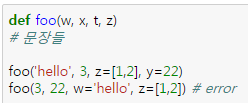 def foo(w, x, t, z)
# 문장들
foo('hello', 3, z=[1,2], y=22)
foo(3, 22, w='hello', z=[1,2]) # error